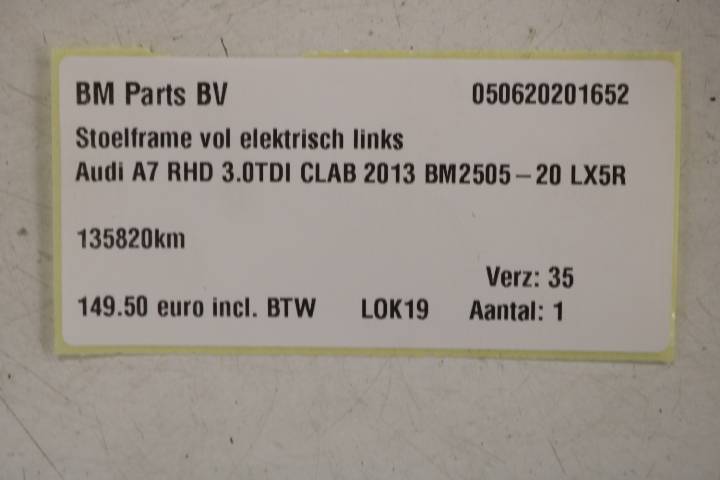 BM Parts BV 050620201652
Stoelframe vol elektrisch links
Audi A7 RHD 3.0TDI CLAB 2013 BM2505-20 LX5R
135820km
Verz: 35
149.50 euro incl. BTW LOK19 Aantal: 1